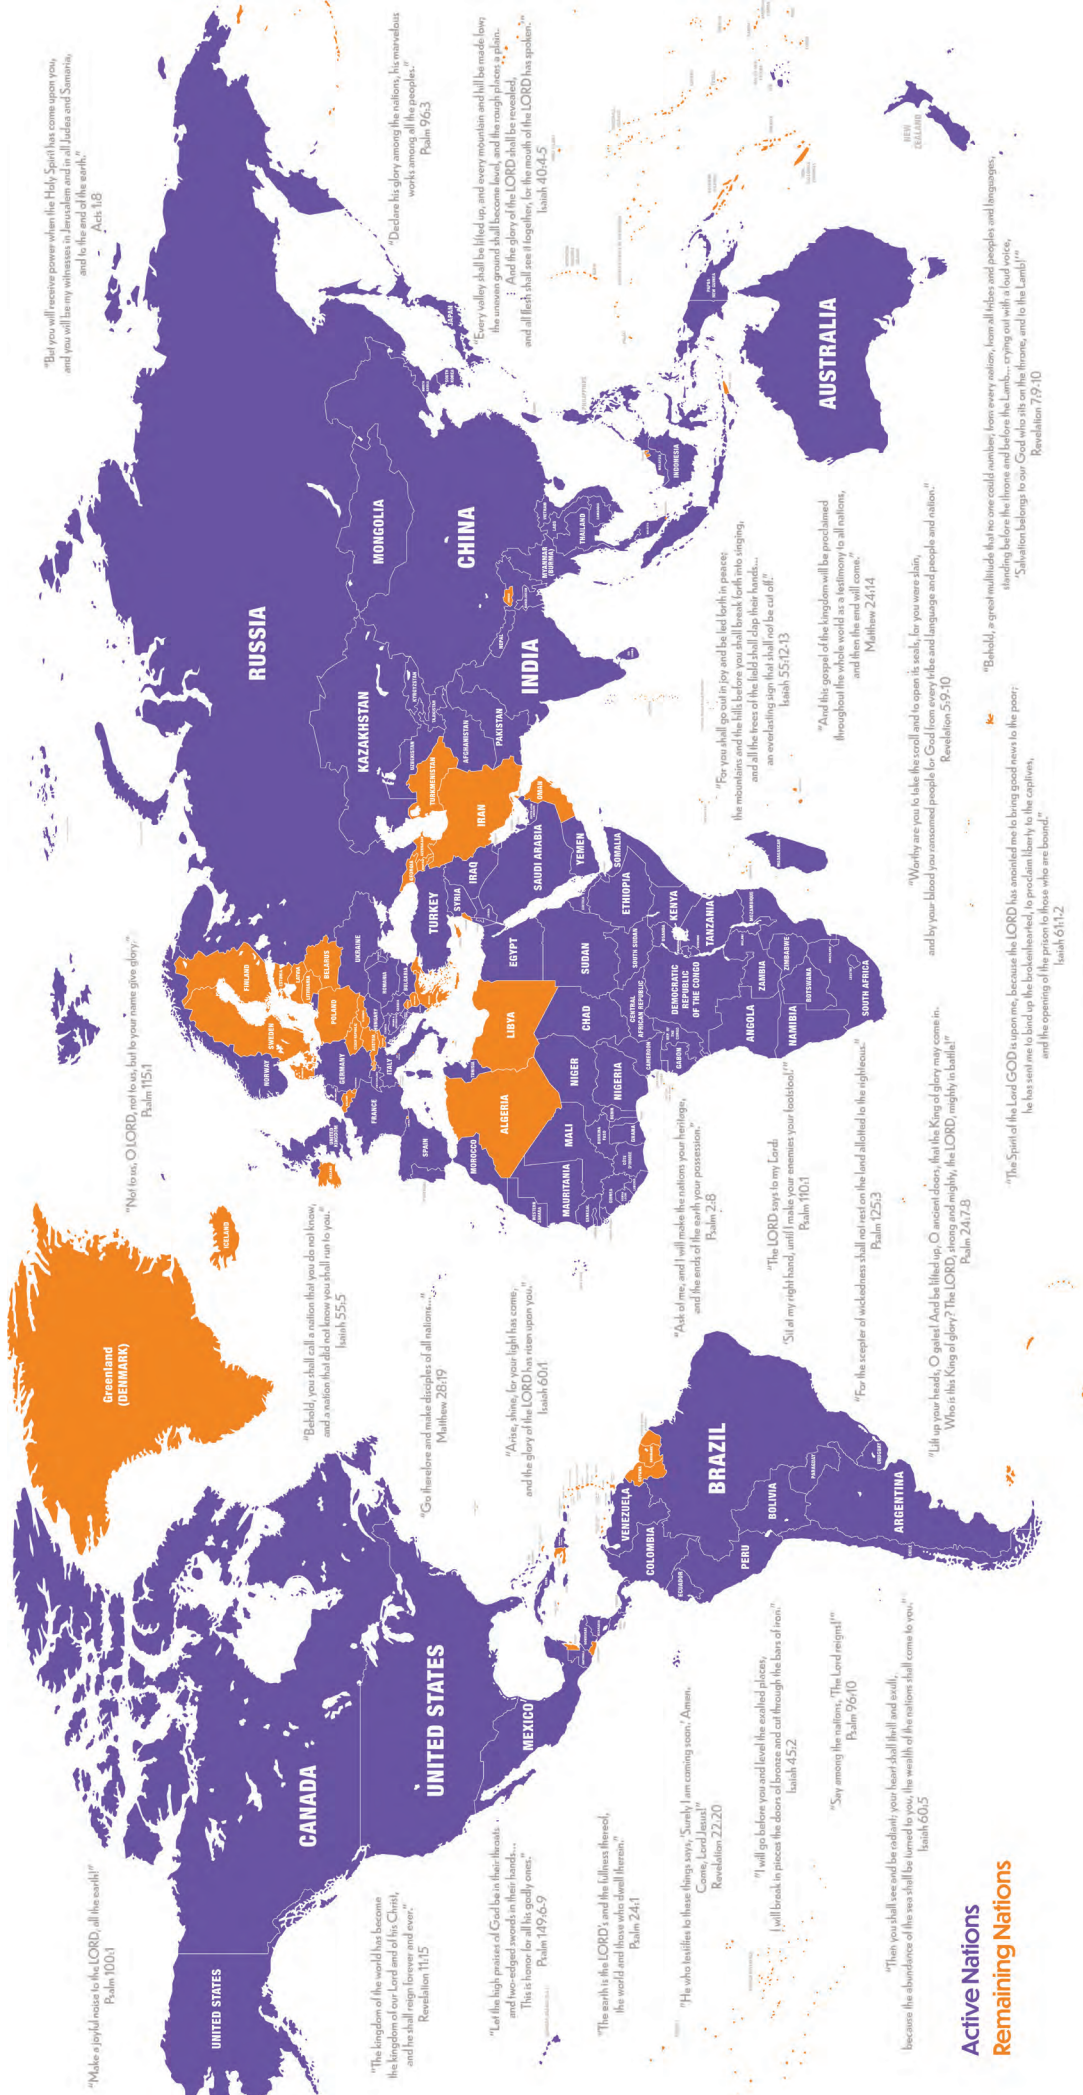 "Make a joyful noise to the LORD, all the earth!"
Psalm 100:1
"The kingdom of the world has become
the kingdom of our Lord and of his Christ,
and he shall reign forever and ever."
Revelation 11:15
"Let the high praises of God be in their throats
and two-edged swords in their hands...
This is honor for all his godly ones."
Psalm 149:6-9
"The earth is the LORD's and the fullness thereof,
the world and those who dwell therein."
Psalm 24:1
"He who testifies to these things says, 'Surely I am coming soon.' Amen.
Come, Lord Jesus!"
Revelation 22:20
"I will go before you and level the exalted places,
I will break in pieces the doors of bronze and cut through the bars of iron."
Isaiah 45:2
"Say among the nations, 'The Lord reigns!'"
Psalm 96:10
"Then you shall see and be radiant; your heart shall thrill and exult,
because the abundance of the sea shall be turned to you, the wealth of the nations shall come to you."
Isaiah 60:5
Active Nations
Remaining Nations
UNITED STATES
CANADA
UNITED STATES
MEXICO
Greenland
(DENMARK)
ICELAND
VENEZUELA
COLOMBIA
ECUADOR
PERU
BRAZIL
BOLIVIA
PARAGUAY
URUGUAY
ARGENTINA
"Not to us, O LORD, not to us, but to your name give glory."
Psalm 115:1
"Behold, you shall call a nation that you do not know,
and a nation that did not know you shall run to you."
Isaiah 55:5
"Go therefore and make disciples of all nations..."
Matthew 28:19
"Arise, shine, for your light has come,
and the glory of the LORD has risen upon you."
Isaiah 60:1
"Ask of me, and I will make the nations your heritage,
and the ends of the earth your possession."
Psalm 2:8
"The LORD says to my Lord:
'Sit at my right hand, until I make your enemies your footstool.'"
Psalm 110:1
"For the scepter of wickedness shall not rest on the land allotted to the righteous."
Psalm 125:3
"Lift up your heads, O gates! And be lifted up, O ancient doors, that the King of glory may come in.
Who is this King of glory? The LORD, strong and mighty, the LORD, mighty in battle!"
Psalm 24:7-8
"The Spirit of the Lord GOD is upon me, because the LORD has anointed me to bring good news to the poor;
he has sent me to bind up the brokenhearted, to proclaim liberty to the captives,
and the opening of the prison to those who are bound."
Isaiah 61:1-2
NORWAY
SWEDEN
FINLAND
LATVIA
BELARUS
POLAND
GERMANY
UKRAINE
ROMANIA
BULGARIA
FRANCE
ITALY
SPAIN
UNITED
KINGDOM
TURKEY
SYRIA
IRAQ
IRAN
SAUDI ARABIA
YEMEN
OMAN
MOROCCO
ALGERIA
LIBYA
EGYPT
MAURITANIA
MALI
NIGER
CHAD
SUDAN
SOUTH SUDAN
ETHIOPIA
SOMALIA
KENYA
NIGERIA
GHANA
CAMEROON
CENTRAL
AFRICAN REPUBLIC
GABON
DEMOCRATIC
REPUBLIC
OF THE CONGO
TANZANIA
ANGOLA
ZAMBIA
ZIMBABWE
NAMIBIA
BOTSWANA
SOUTH AFRICA
MADAGASCAR
RUSSIA
KAZAKHSTAN
UZBEKISTAN
TURKMENISTAN
KYRGYZSTAN
AFGHANISTAN
PAKISTAN
INDIA
NEPAL
MONGOLIA
CHINA
MYANMAR
(BURMA)
LAOS
THAILAND
INDONESIA
PHILIPPINES
JAPAN
PAPUA
NEW GUINEA
AUSTRALIA
NEW
ZEALAND
"But you will receive power when the Holy Spirit has come upon you,
and you will be my witnesses in Jerusalem and in all Judea and Samaria,
and to the end of the earth."
Acts 1:8
"Declare his glory among the nations, his marvelous
works among all the peoples."
Psalm 96:3
"Every valley shall be lifted up, and every mountain and hill be made low;
the uneven ground shall become level, and the rough places a plain.
And the glory of the LORD shall be revealed,
and all flesh shall see it together, for the mouth of the LORD has spoken."
Isaiah 40:4-5
"For you shall go out in joy and be led forth in peace;
the mountains and the hills before you shall break forth into singing,
and all the trees of the field shall clap their hands...
an everlasting sign that shall not be cut off."
Isaiah 55:12-13
"And this gospel of the kingdom will be proclaimed
throughout the whole world as a testimony to all nations,
and then the end will come."
Matthew 24:14
"Worthy are you to take the scroll and to open its seals, for you were slain,
and by your blood you ransomed people for God from every tribe and language and people and nation."
Revelation 5:9-10
"Behold, a great multitude that no one could number, from every nation, from all tribes and peoples and languages,
standing before the throne and before the Lamb... crying out with a loud voice,
'Salvation belongs to our God who sits on the throne, and to the Lamb!'"
Revelation 7:9-10